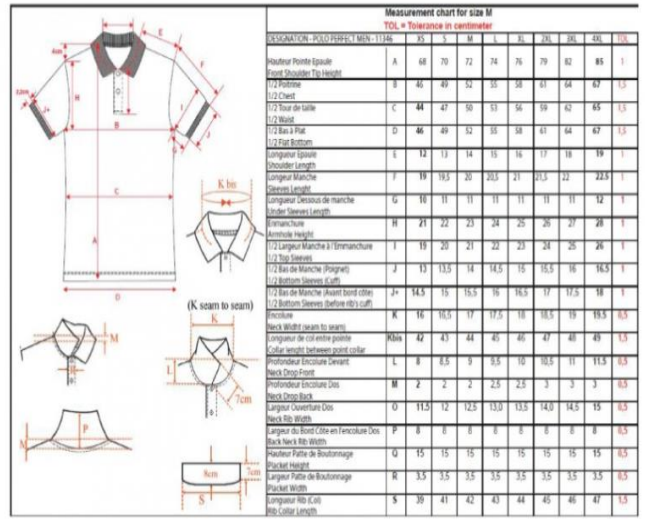 Measurement chart for size M
TOL = Tolerance in centimeter
DESIGNATION - POLO PERFECT MEN - 11346 XS S M L XL 2XL 3XL 4XL TOL
Hauteur Pointe Epaule A 68 70 72 74 76 79 82 85 1
Front Shoulder Tip Height
1/2 Poitrine B 46 49 52 55 58 61 64 67 1,5
1/2 Chest
1/2 Tour de taille C 44 47 50 53 56 59 62 65 1,5
1/2 Waist
1/2 Bas à Plat D 46 49 52 55 58 61 64 67 1,5
1/2 Flat Bottom
Longueur Epaule E 12 13 14 15 16 17 18 19 1
Shoulder Length
Longeur Manche F 19 19,5 20 20,5 21 21,5 22 22.5 1
Sleeves Lenght
Longueur Dessous de manche G 10 11 11 11 11 11 11 12 1
Under Sleeves Length
Enmanchure H 21 22 23 24 25 26 27 28 1
Armhole Height
1/2 Largeur Manche à l'Emmanchure I 19 20 21 22 23 24 25 26 1
1/2 Top Sleeves
1/2 Bas de Manche (Poignet) J 13 13,5 14 14,5 15 15,5 16 16.5 1
1/2 Bottom Sleeves (Cuff)
1/2 Bas de Manche (Avant bord côte) J+ 14.5 15 15,5 16 16,5 17 17,5 18 1
1/2 Bottom Sleeves (before rib's cuff)
Encolure K 16 16,5 17 17,5 18 18,5 19 19.5 0,5
Neck Widht (seam to seam)
Longueur de col entre pointe Kbis 42 43 44 45 46 47 48 49 1,5
Collar lenght between point collar
Profondeur Encolure Devant L 8 8,5 9 9,5 10 10,5 11 11.5 0,5
Neck Drop Front
Profondeur Encolure Dos M 2 2 2 2,5 2,5 3 3 3 0,5
Neck Drop Back
Largeur Ouverture Dos O 11.5 12 12,5 13,0 13,5 14,0 14,5 15 0,5
Neck Rib Width
Largeur du Bord Côte en l'encolure Dos P 8 8 8 8 8 8 8 8 0,5
Back Neck Rib Width
Hauteur Patte de Boutonnage Q 15 15 15 15 15 15 15 15 0,5
Placket Height
Largeur Patte de Boutonnage R 3,5 3,5 3,5 3,5 3,5 3,5 3,5 3,5 0,5
Placket Width
Longueur Rib (Col) S 39 41 42 43 44 45 46 47 1,5
Rib Collar Length
E
F
H
I
J+
B
J
G
C
A
D
K bis
(K seam to seam)
K
M
L
7cm
P
M
8cm
7cm
S